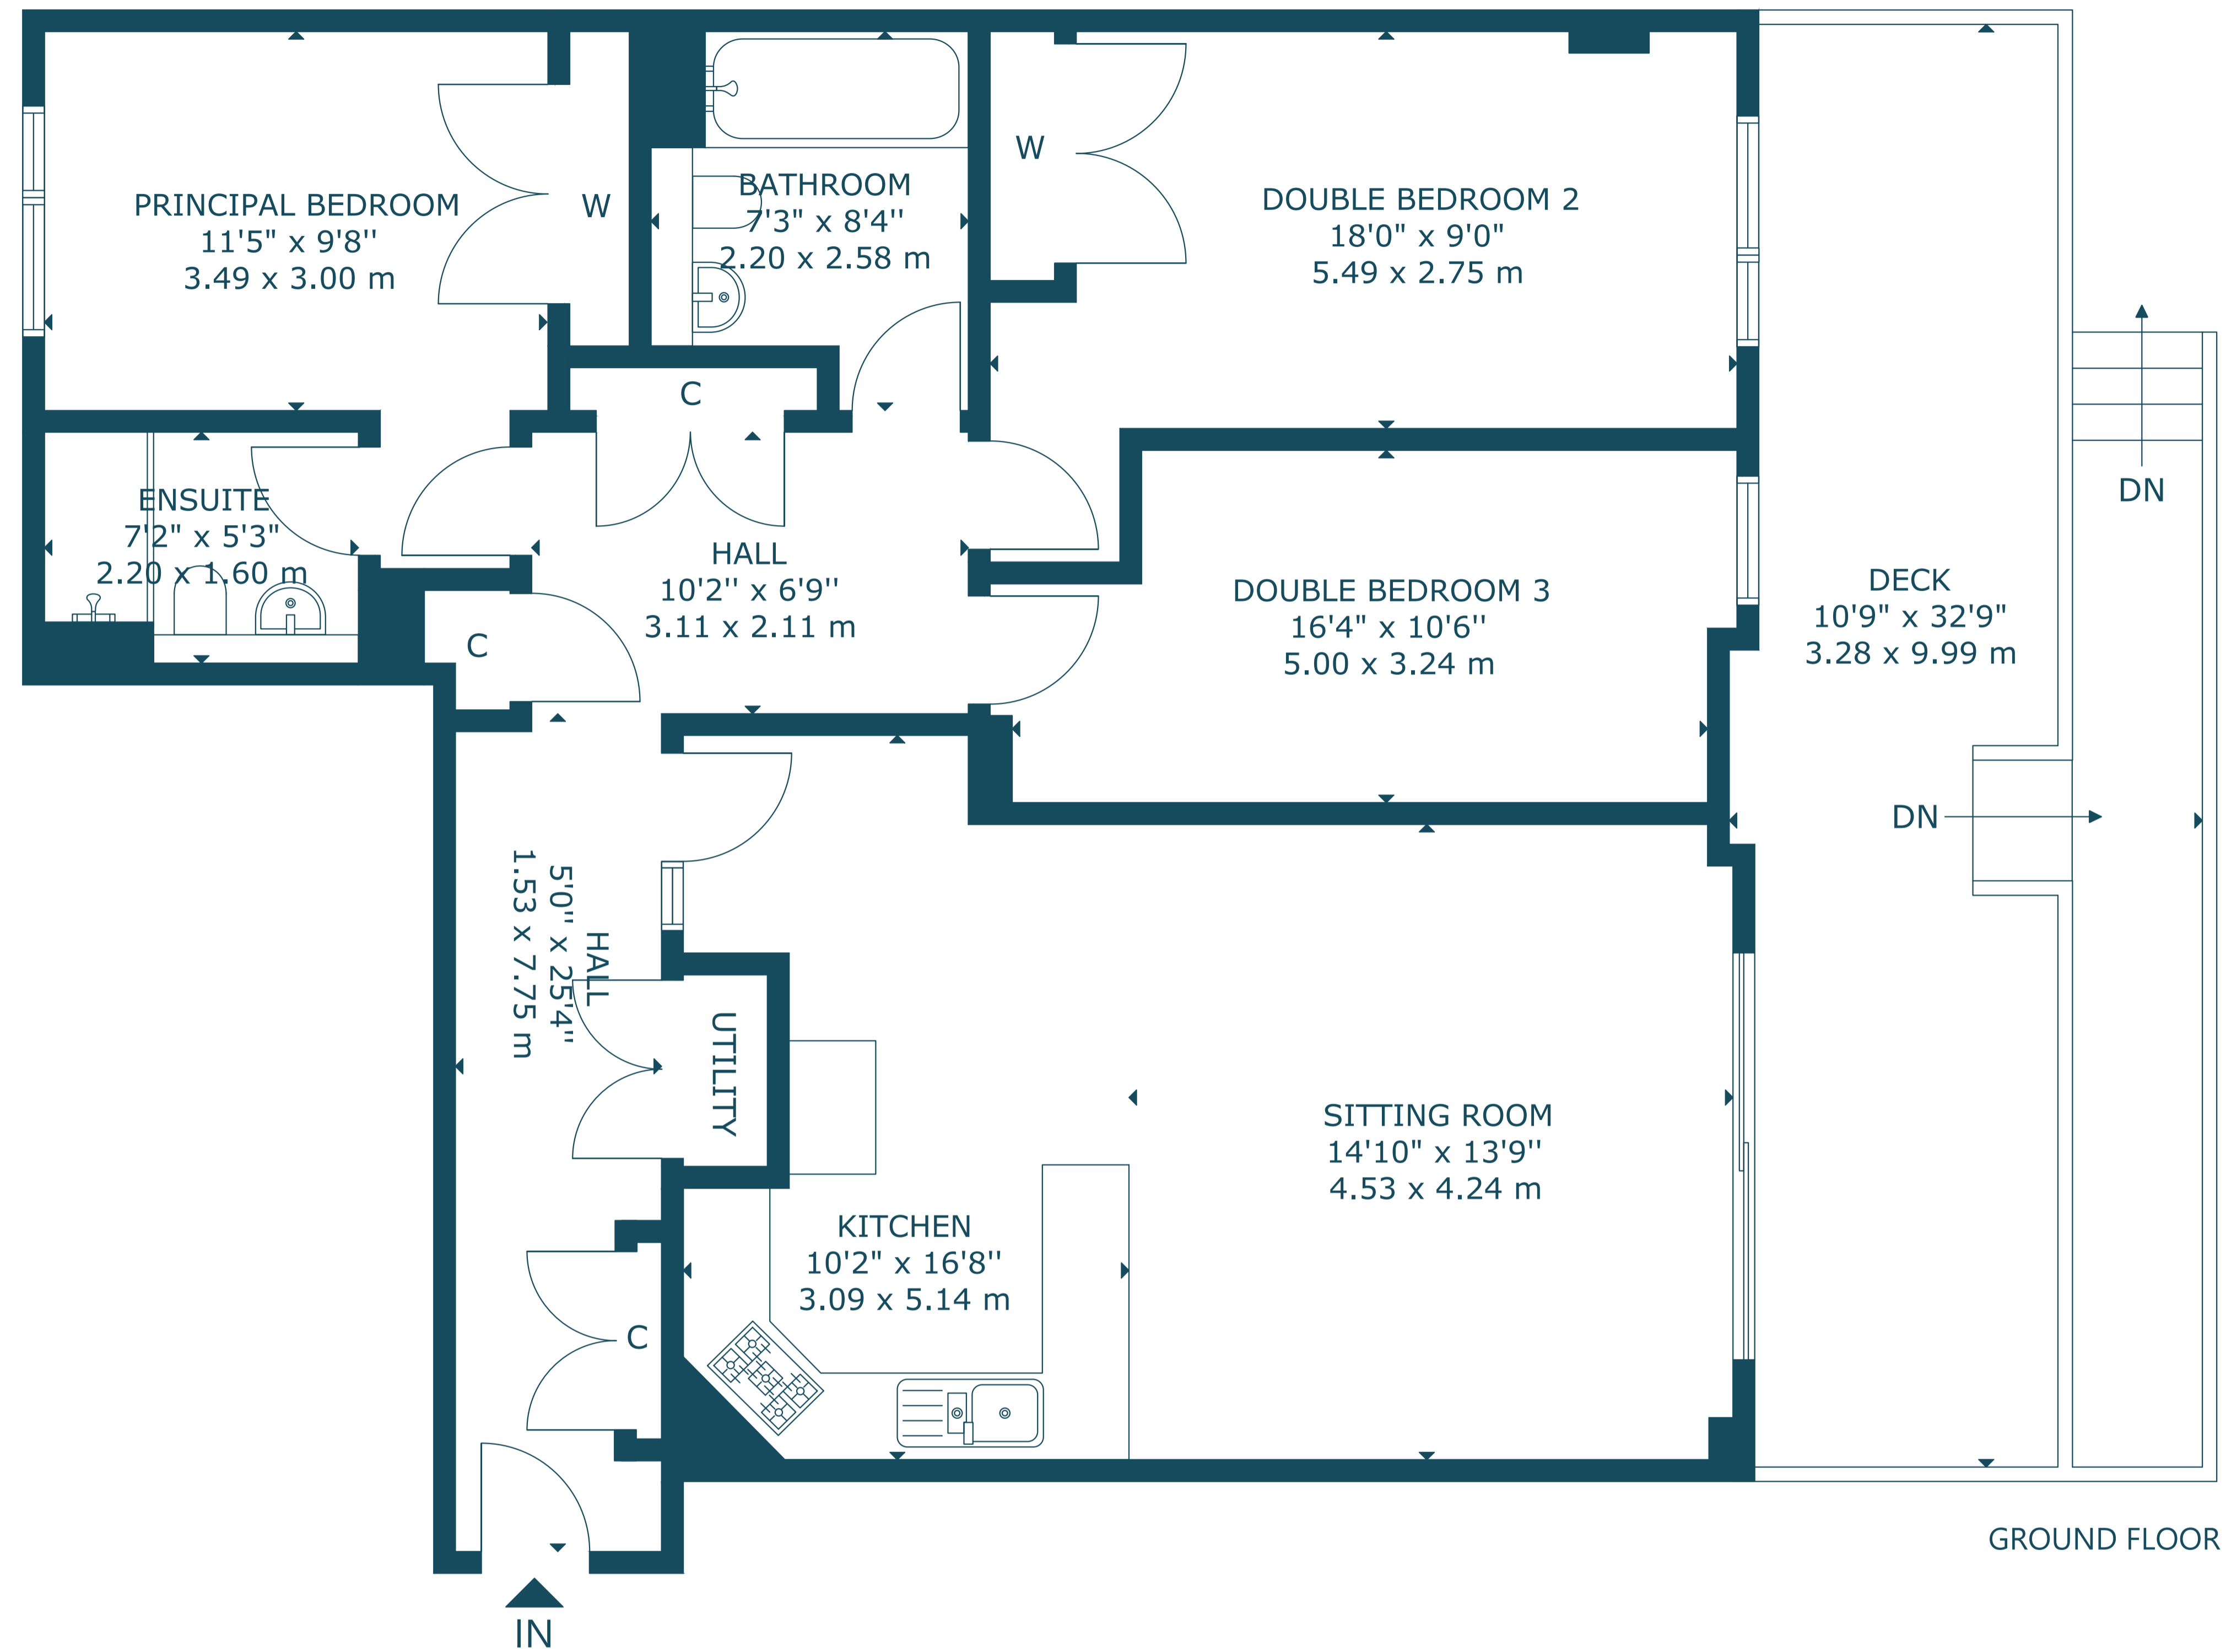 PRINCIPAL BEDROOM
11'5" x 9'8''
3.49 x 3.00 m
W
BATHROOM
7'3" x 8'4''
2.20 x 2.58 m
W
DOUBLE BEDROOM 2
18'0" x 9'0"
5.49 x 2.75 m
C
ENSUITE
7'2" x 5'3"
2.20 x 1.60 m
HALL
10'2'' x 6'9''
3.11 x 2.11 m
C
DOUBLE BEDROOM 3
16'4" x 10'6''
5.00 x 3.24 m
DECK
10'9" x 32'9"
3.28 x 9.99 m
DN
DN
HALL
5'0'' x 25'4''
1.53 x 7.75 m
UTILITY
SITTING ROOM
14'10" x 13'9''
4.53 x 4.24 m
KITCHEN
10'2" x 16'8''
3.09 x 5.14 m
C
GROUND FLOOR
IN